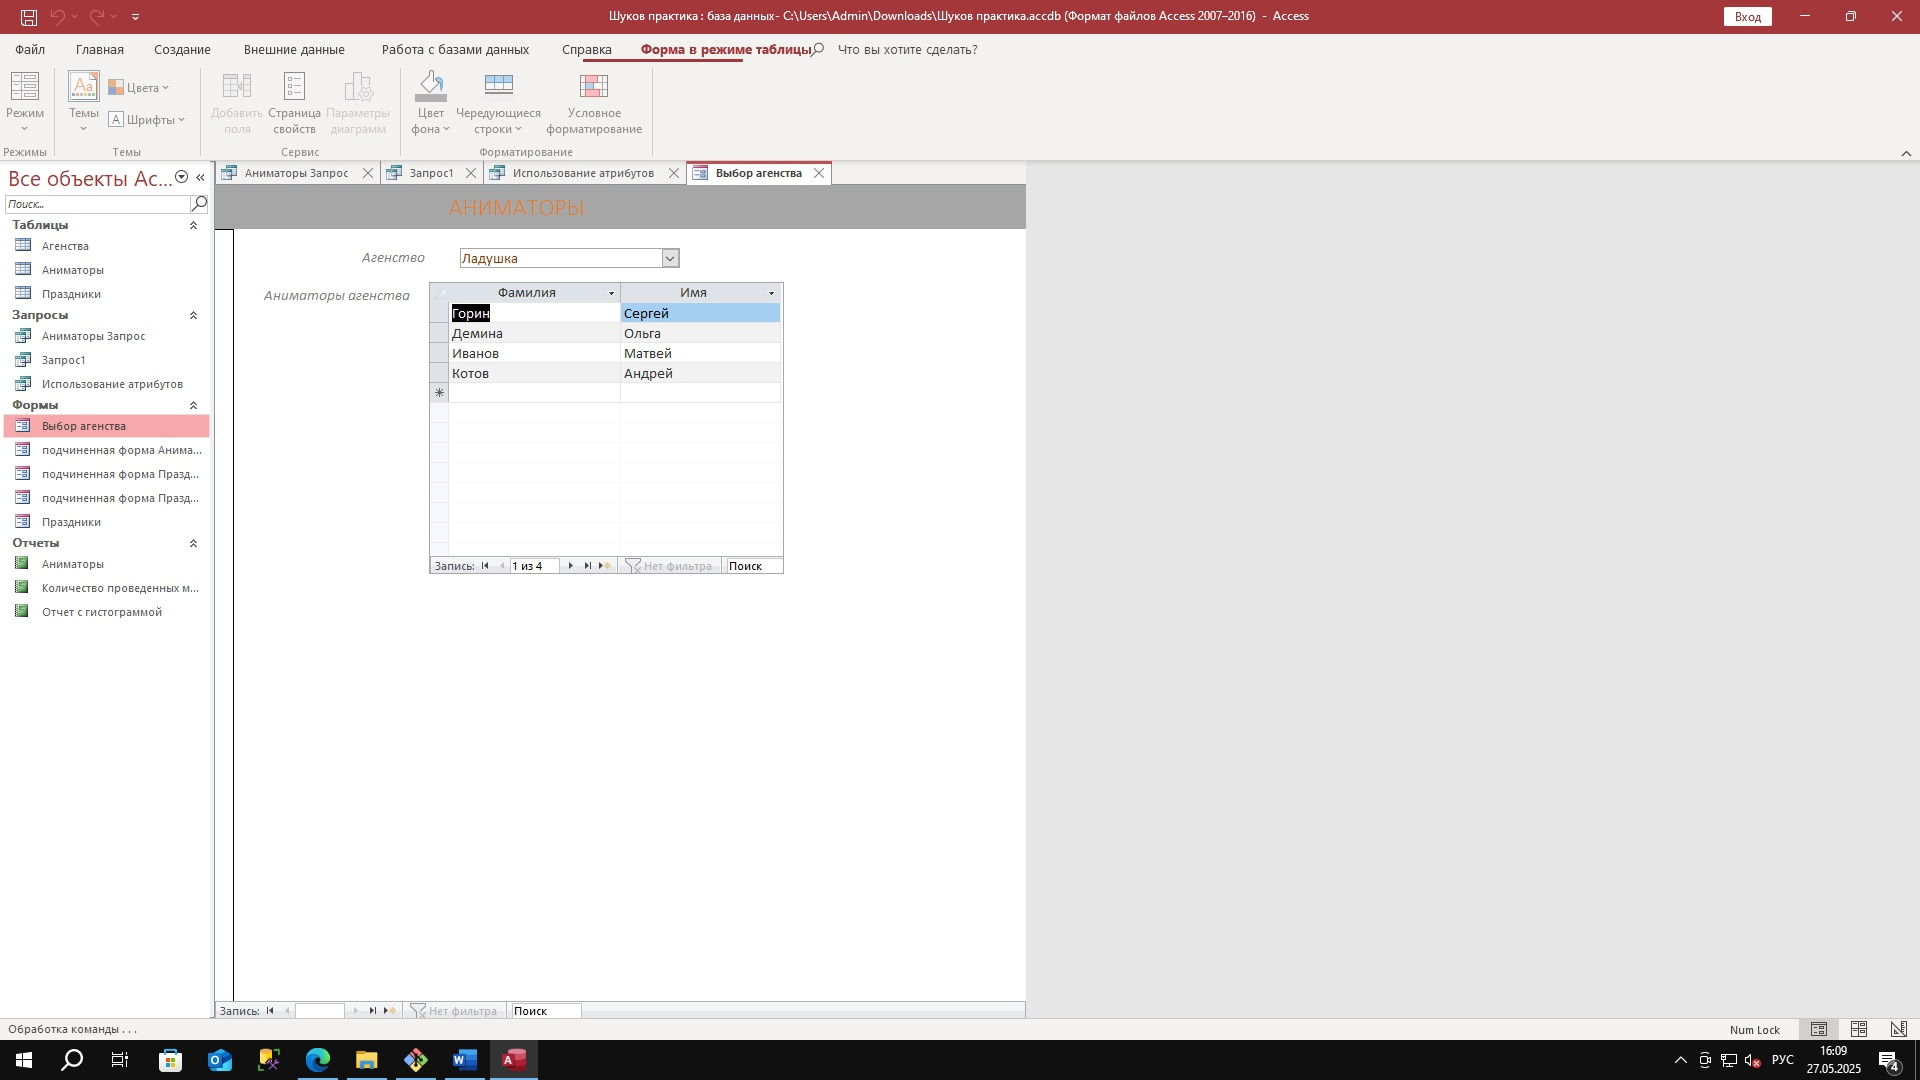 Шуков практика : база данных- C:\Users\Admin\Downloads\Шуков практика.accdb (Формат файлов Access 2007–2016) - Access
Вход
Файл Главная Создание Внешние данные Работа с базами данных Справка Форма в режиме таблицы Что вы хотите сделать?
Режим
Режимы
Aa
Темы
Цвета
A Шрифты
Темы
Добавить поля
Страница свойств
Параметры диаграмм
Сервис
Цвет фона
Чередующиеся строки
Условное форматирование
Форматирование
Все объекты Ac...
Поиск...
Таблицы
Агенства
Аниматоры
Праздники
Запросы
Аниматоры Запрос
Запрос1
Использование атрибутов
Формы
Выбор агенства
подчиненная форма Анима...
подчиненная форма Празд...
подчиненная форма Празд...
Праздники
Отчеты
Аниматоры
Количество проведенных м...
Отчет с гистограммой
Аниматоры Запрос Запрос1 Использование атрибутов Выбор агенства
АНИМАТОРЫ
Агенство Ладушка
Аниматоры агенства
Фамилия Имя
Горин Сергей
Демина Ольга
Иванов Матвей
Котов Андрей
Запись: 1 из 4 Нет фильтра Поиск
Запись: Нет фильтра Поиск
Обработка команды . . .
Num Lock
W
A
РУС
16:09
27.05.2025
4